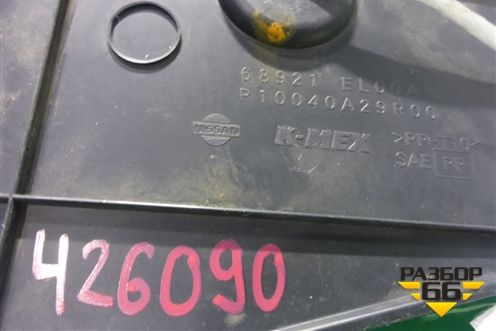 68921 EL00A
P10040A29R00
NISSAN
K-MEX
>PP-T10<
SAE PP
426090
РАЗБОР
66